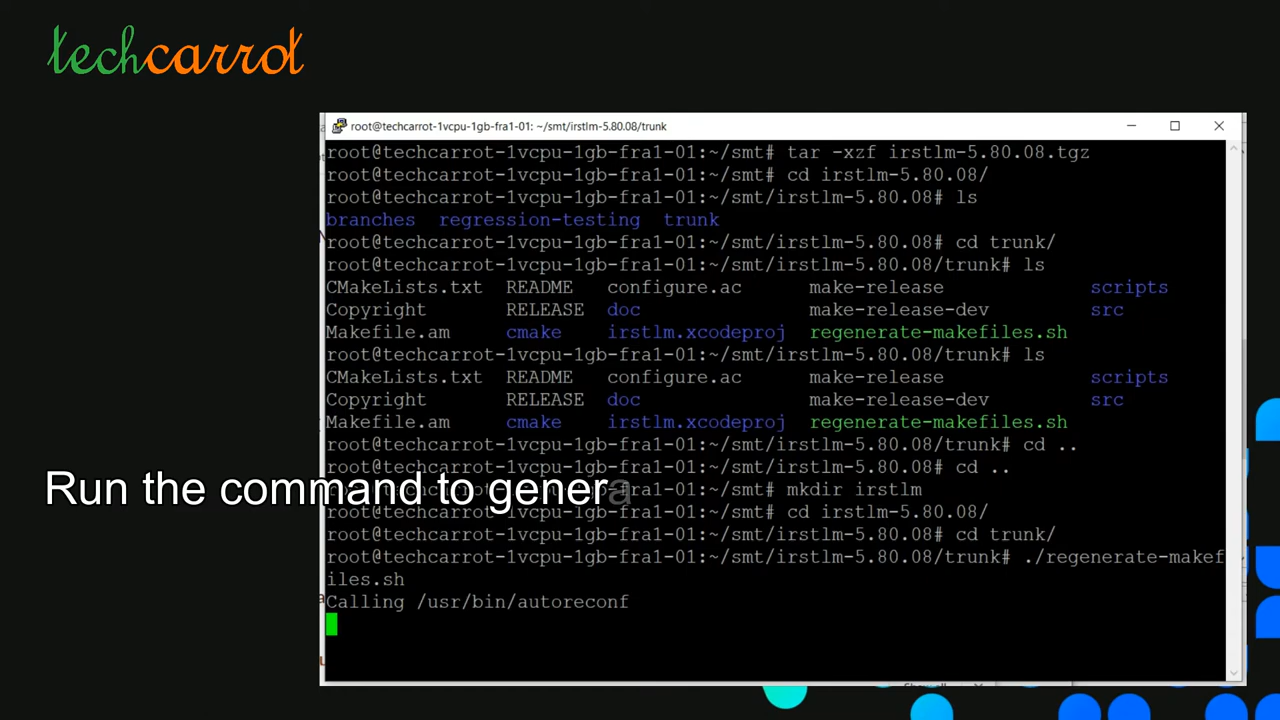 techcarrot
root@techcarrot-1vcpu-1gb-fra1-01: ~/smt/irstlm-5.80.08/trunk
root@techcarrot-1vcpu-1gb-fra1-01:~/smt# tar -xzf irstlm-5.80.08.tgz
root@techcarrot-1vcpu-1gb-fra1-01:~/smt# cd irstlm-5.80.08/
root@techcarrot-1vcpu-1gb-fra1-01:~/smt/irstlm-5.80.08# ls
branches regression-testing trunk
root@techcarrot-1vcpu-1gb-fra1-01:~/smt/irstlm-5.80.08# cd trunk/
root@techcarrot-1vcpu-1gb-fra1-01:~/smt/irstlm-5.80.08/trunk# ls
CMakeLists.txt README configure.ac make-release scripts
Copyright RELEASE doc make-release-dev src
Makefile.am cmake irstlm.xcodeproj regenerate-makefiles.sh
root@techcarrot-1vcpu-1gb-fra1-01:~/smt/irstlm-5.80.08/trunk# ls
CMakeLists.txt README configure.ac make-release scripts
Copyright RELEASE doc make-release-dev src
Makefile.am cmake irstlm.xcodeproj regenerate-makefiles.sh
root@techcarrot-1vcpu-1gb-fra1-01:~/smt/irstlm-5.80.08/trunk# cd ..
root@techcarrot-1vcpu-1gb-fra1-01:~/smt/irstlm-5.80.08# cd ..
Run the command to genera
fra1-01:~/smt# mkdir irstlm
root@techcarrot-1vcpu-1gb-fra1-01:~/smt# cd irstlm-5.80.08/
root@techcarrot-1vcpu-1gb-fra1-01:~/smt/irstlm-5.80.08# cd trunk/
root@techcarrot-1vcpu-1gb-fra1-01:~/smt/irstlm-5.80.08/trunk# ./regenerate-makef
iles.sh
Calling /usr/bin/autoreconf